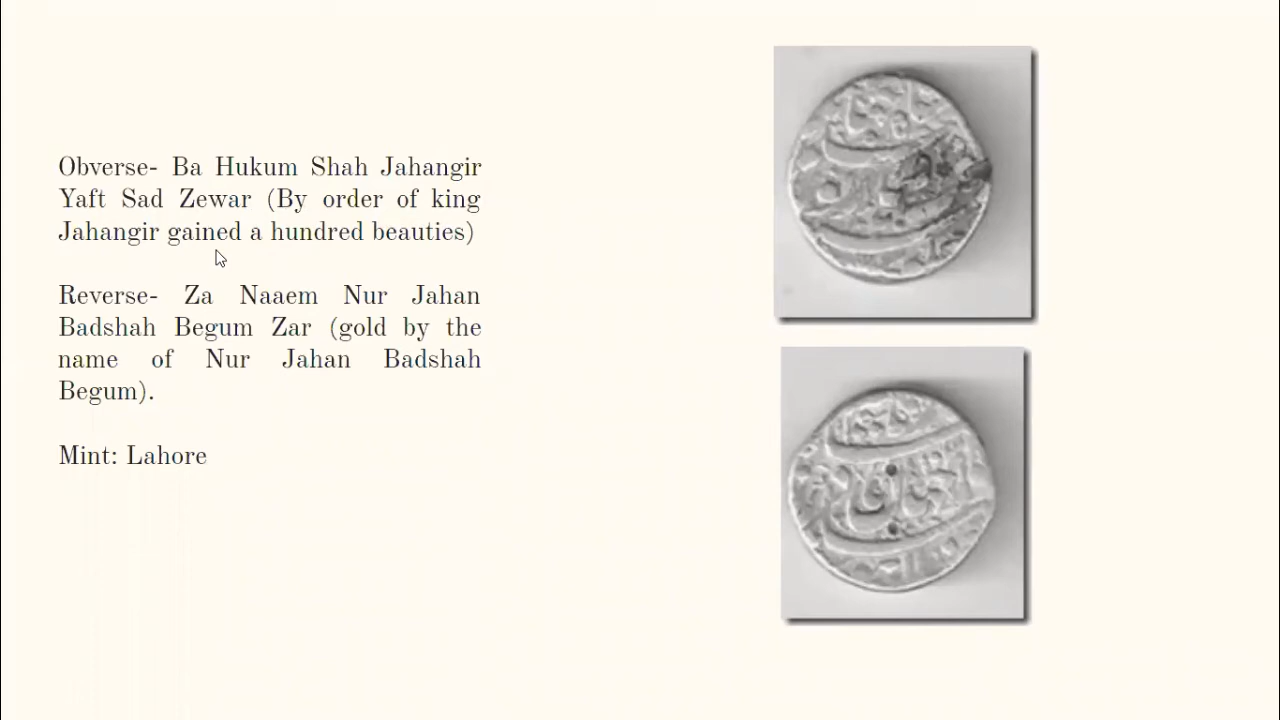 Obverse- Ba Hukum Shah Jahangir
Yaft Sad Zewar (By order of king
Jahangir gained a hundred beauties)
Reverse- Za Naaem Nur Jahan
Badshah Begum Zar (gold by the
name of Nur Jahan Badshah
Begum).
Mint: Lahore